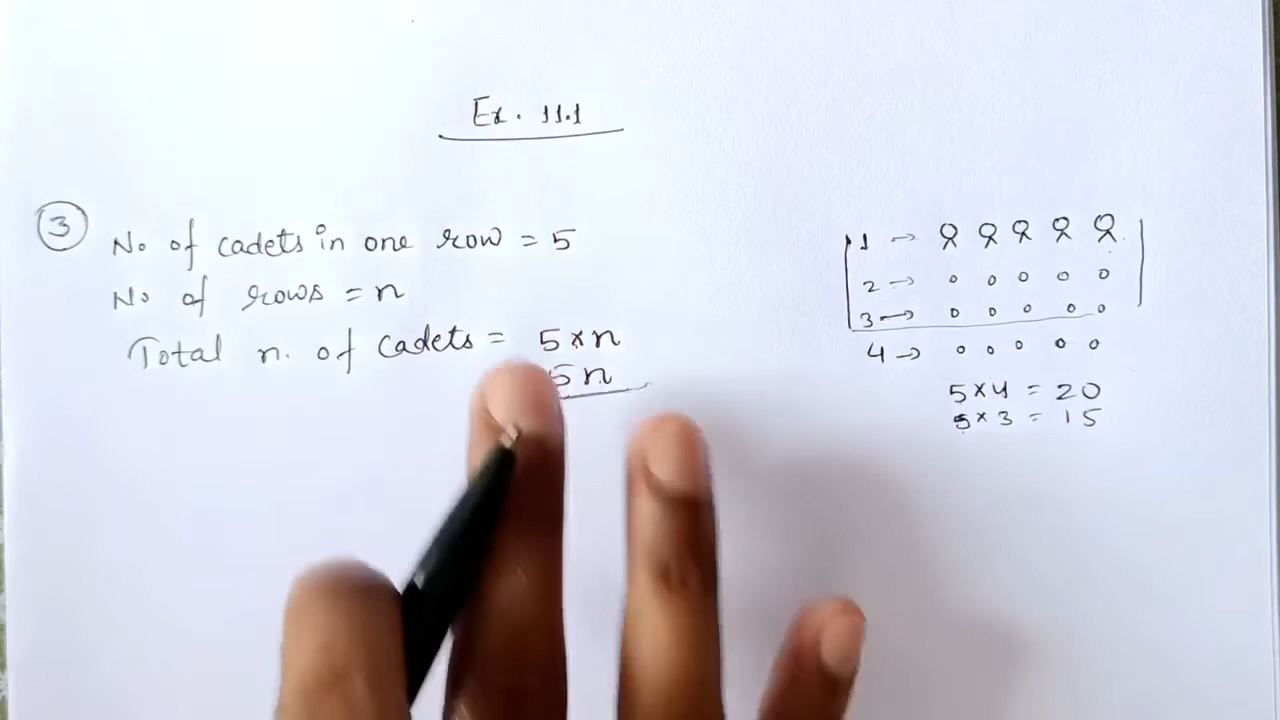 Ex. 11.1
3
No of cadets in one row = 5
No of rows = n
Total n. of cadets = 5×n
5n
1 →
2 →
3 →
4 →
5×4 = 20
5×3 = 15